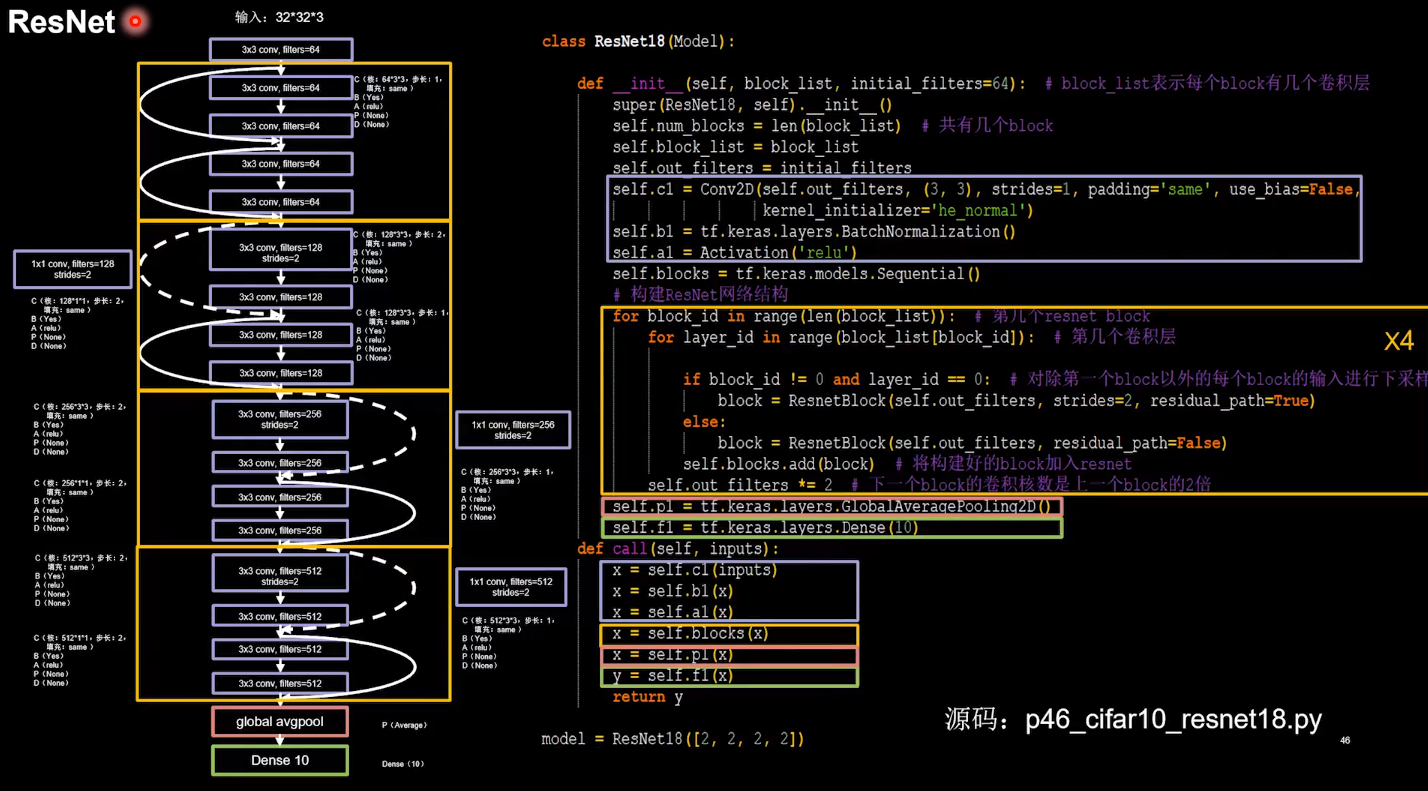 ResNet
输入：32*32*3
3x3 conv, filters=64
3x3 conv, filters=64
C（核：64*3*3，步长：1，
填充：same ）
B（Yes）
A（relu）
P（None）
D（None）
3x3 conv, filters=64
3x3 conv, filters=64
3x3 conv, filters=64
1x1 conv, filters=128
strides=2
C（核：128*1*1，步长：2，
填充：same ）
B（Yes）
A（relu）
P（None）
D（None）
3x3 conv, filters=128
strides=2
C（核：128*3*3，步长：2，
填充：same ）
B（Yes）
A（relu）
P（None）
D（None）
3x3 conv, filters=128
3x3 conv, filters=128
3x3 conv, filters=128
C（核：128*3*3，步长：1，
填充：same ）
B（Yes）
A（relu）
P（None）
D（None）
C（核：256*3*3，步长：2，
填充：same ）
B（Yes）
A（relu）
P（None）
D（None）
3x3 conv, filters=256
strides=2
3x3 conv, filters=256
3x3 conv, filters=256
3x3 conv, filters=256
1x1 conv, filters=256
strides=2
C（核：256*1*1，步长：2，
填充：same ）
B（Yes）
A（relu）
P（None）
D（None）
C（核：256*3*3，步长：1，
填充：same ）
B（Yes）
A（relu）
P（None）
D（None）
C（核：512*3*3，步长：2，
填充：same ）
B（Yes）
A（relu）
P（None）
D（None）
3x3 conv, filters=512
strides=2
3x3 conv, filters=512
3x3 conv, filters=512
3x3 conv, filters=512
1x1 conv, filters=512
strides=2
C（核：512*1*1，步长：2，
填充：same ）
B（Yes）
A（relu）
P（None）
D（None）
C（核：512*3*3，步长：1，
填充：same ）
B（Yes）
A（relu）
P（None）
D（None）
global avgpool
P（Average）
Dense 10
Dense（10）
class ResNet18(Model):
def __init__(self, block_list, initial_filters=64):  # block_list表示每个block有几个卷积层
super(ResNet18, self).__init__()
self.num_blocks = len(block_list)  # 共有几个block
self.block_list = block_list
self.out_filters = initial_filters
self.c1 = Conv2D(self.out_filters, (3, 3), strides=1, padding='same', use_bias=False,
kernel_initializer='he_normal')
self.b1 = tf.keras.layers.BatchNormalization()
self.a1 = Activation('relu')
self.blocks = tf.keras.models.Sequential()
# 构建ResNet网络结构
for block_id in range(len(block_list)):  # 第几个resnet block
for layer_id in range(block_list[block_id]):  # 第几个卷积层
X4
if block_id != 0 and layer_id == 0:  # 对除第一个block以外的每个block的输入进行下采样
block = ResnetBlock(self.out_filters, strides=2, residual_path=True)
else:
block = ResnetBlock(self.out_filters, residual_path=False)
self.blocks.add(block)  # 将构建好的block加入resnet
self.out_filters *= 2  # 下一个block的卷积核数是上一个block的2倍
self.p1 = tf.keras.layers.GlobalAveragePooling2D()
self.f1 = tf.keras.layers.Dense(10)
def call(self, inputs):
x = self.c1(inputs)
x = self.b1(x)
x = self.a1(x)
x = self.blocks(x)
x = self.p1(x)
y = self.f1(x)
return y
model = ResNet18([2, 2, 2, 2])
源码：p46_cifar10_resnet18.py
46